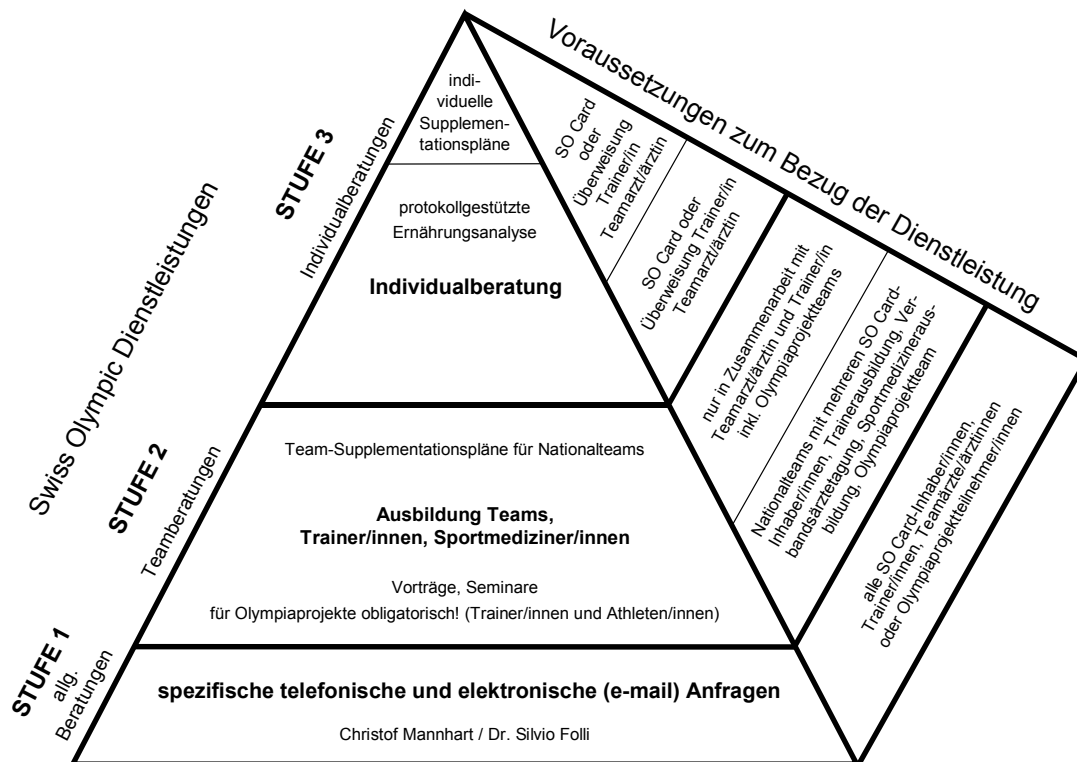 Swiss Olympic Dienstleistungen
Voraussetzungen zum Bezug der Dienstleistung
STUFE 3
Individualberatungen
indi-
viduelle
Supplemen-
tationspläne
protokollgestützte
Ernährungsanalyse
Individualberatung
SO Card
oder
Überweisung
Trainer/in
Teamarzt/ärztin
SO Card oder
Überweisung Trainer/in
Teamarzt/ärztin
STUFE 2
Teamberatungen
Team-Supplementationspläne für Nationalteams
Ausbildung Teams,
Trainer/innen, Sportmediziner/innen
Vorträge, Seminare
für Olympiaprojekte obligatorisch! (Trainer/innen und Athleten/innen)
nur in Zusammenarbeit mit
Teamarzt/ärztin und Trainer/in
inkl. Olympiaprojektteams
Nationalteams mit mehreren SO Card-
Inhaber/innen, Trainerausbildung, Ver-
bandsärztetagung, Sportmedizineraus-
bildung, Olympiaprojektteam
STUFE 1
allg.
Beratungen
spezifische telefonische und elektronische (e-mail) Anfragen
Christof Mannhart / Dr. Silvio Folli
alle SO Card-Inhaber/innen,
Trainer/innen, Teamärzte/ärztinnen
oder Olympiaprojektteilnehmer/innen